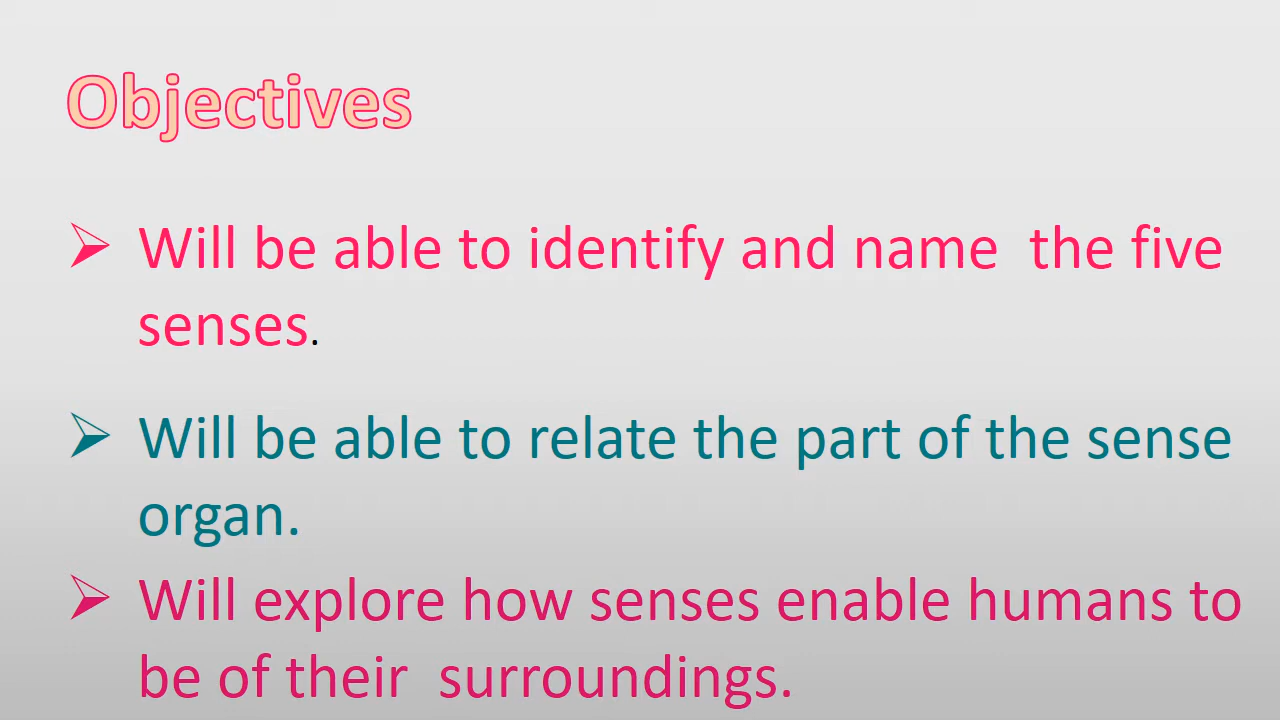 Objectives
Will be able to identify and name the five
senses.
Will be able to relate the part of the sense
organ.
Will explore how senses enable humans to
be of their surroundings.